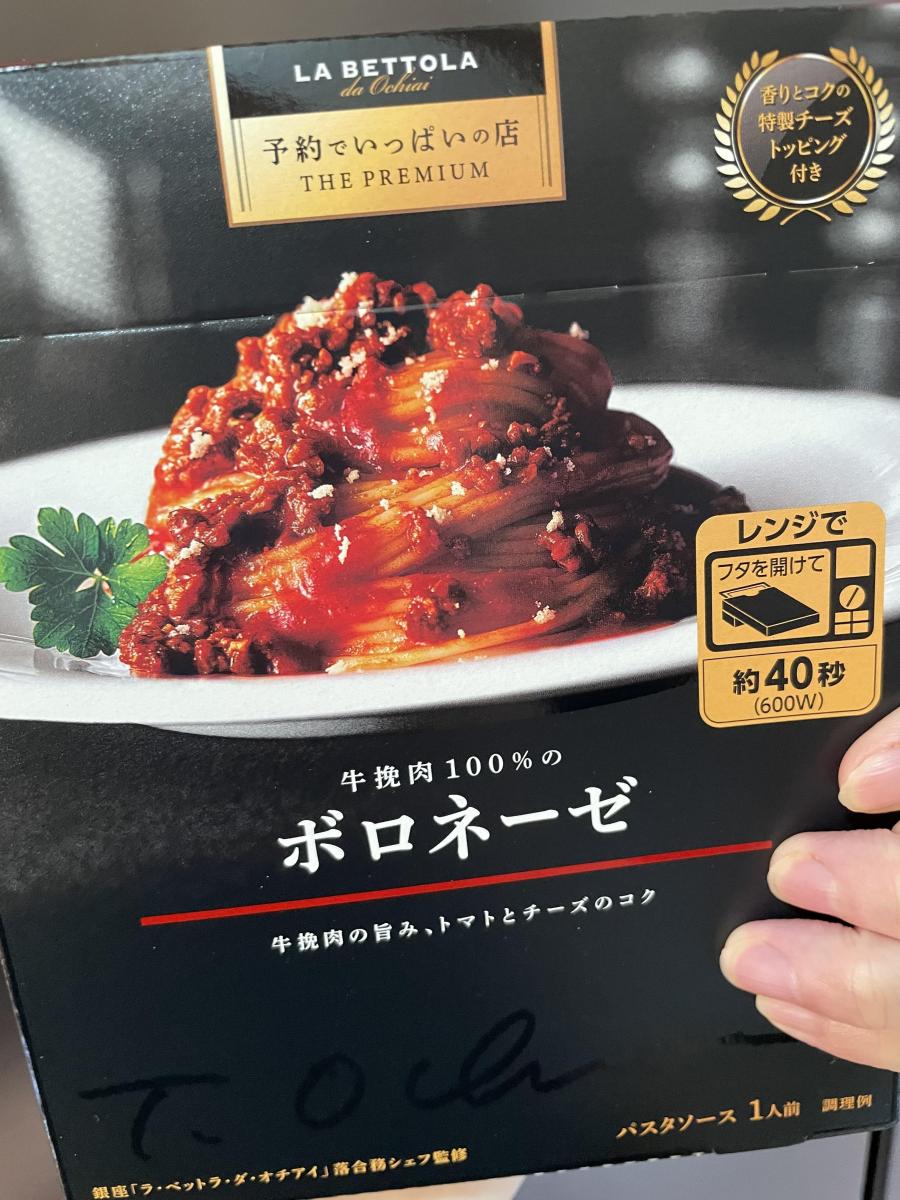 LA BETTOLA
da Ochiai
予約でいっぱいの店
THE PREMIUM
香りとコクの
特製チーズ
トッピング
付き
レンジで
フタを開けて
約40秒
(600W)
牛挽肉100%の
ボロネーゼ
牛挽肉の旨み、トマトとチーズのコク
パスタソース 1人前 調理例
銀座「ラ・ベットラ・ダ・オチアイ」落合務シェフ監修